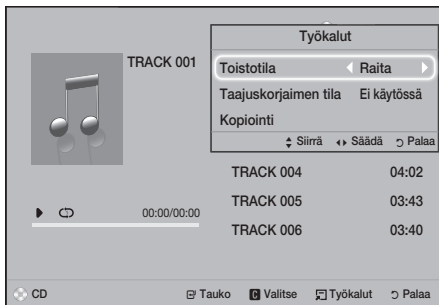 Työkalut
TRACK 001
Toistotila Raita
Taajuskorjaimen tila Ei käytössä
Kopiointi
Siirrä Säädä Palaa
TRACK 004 04:02
TRACK 005 03:43
00:00/00:00
TRACK 006 03:40
CD Tauko C Valitse Työkalut Palaa